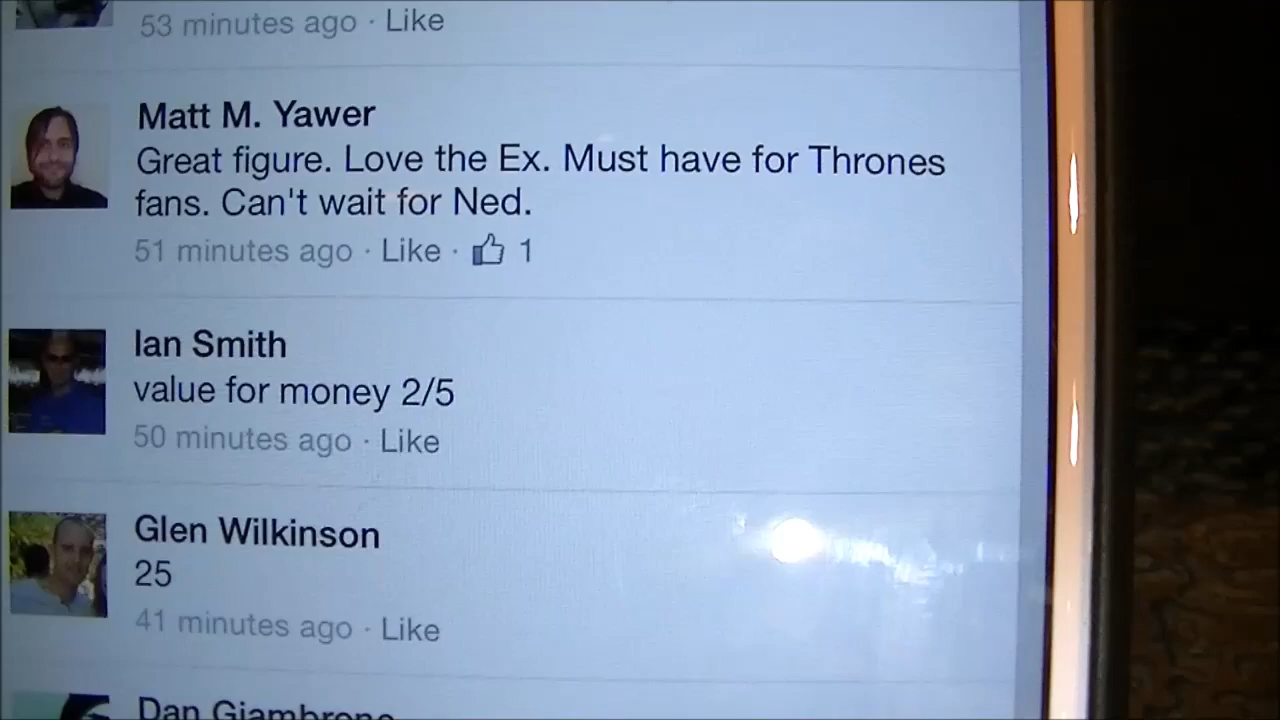 53 minutes ago · Like
Matt M. Yawer
Great figure. Love the Ex. Must have for Thrones
fans. Can't wait for Ned.
51 minutes ago · Like · 1
Ian Smith
value for money 2/5
50 minutes ago · Like
Glen Wilkinson
25
41 minutes ago · Like
Dan Giambrone